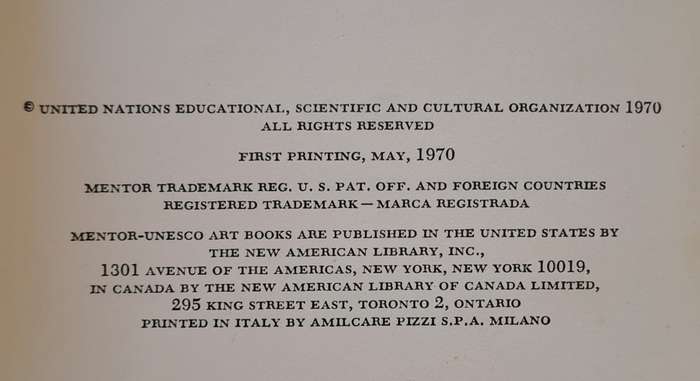 © UNITED NATIONS EDUCATIONAL, SCIENTIFIC AND CULTURAL ORGANIZATION 1970
ALL RIGHTS RESERVED
FIRST PRINTING, MAY, 1970
MENTOR TRADEMARK REG. U. S. PAT. OFF. AND FOREIGN COUNTRIES
REGISTERED TRADEMARK — MARCA REGISTRADA
MENTOR-UNESCO ART BOOKS ARE PUBLISHED IN THE UNITED STATES BY
THE NEW AMERICAN LIBRARY, INC.,
1301 AVENUE OF THE AMERICAS, NEW YORK, NEW YORK 10019,
IN CANADA BY THE NEW AMERICAN LIBRARY OF CANADA LIMITED,
295 KING STREET EAST, TORONTO 2, ONTARIO
PRINTED IN ITALY BY AMILCARE PIZZI S.P.A. MILANO